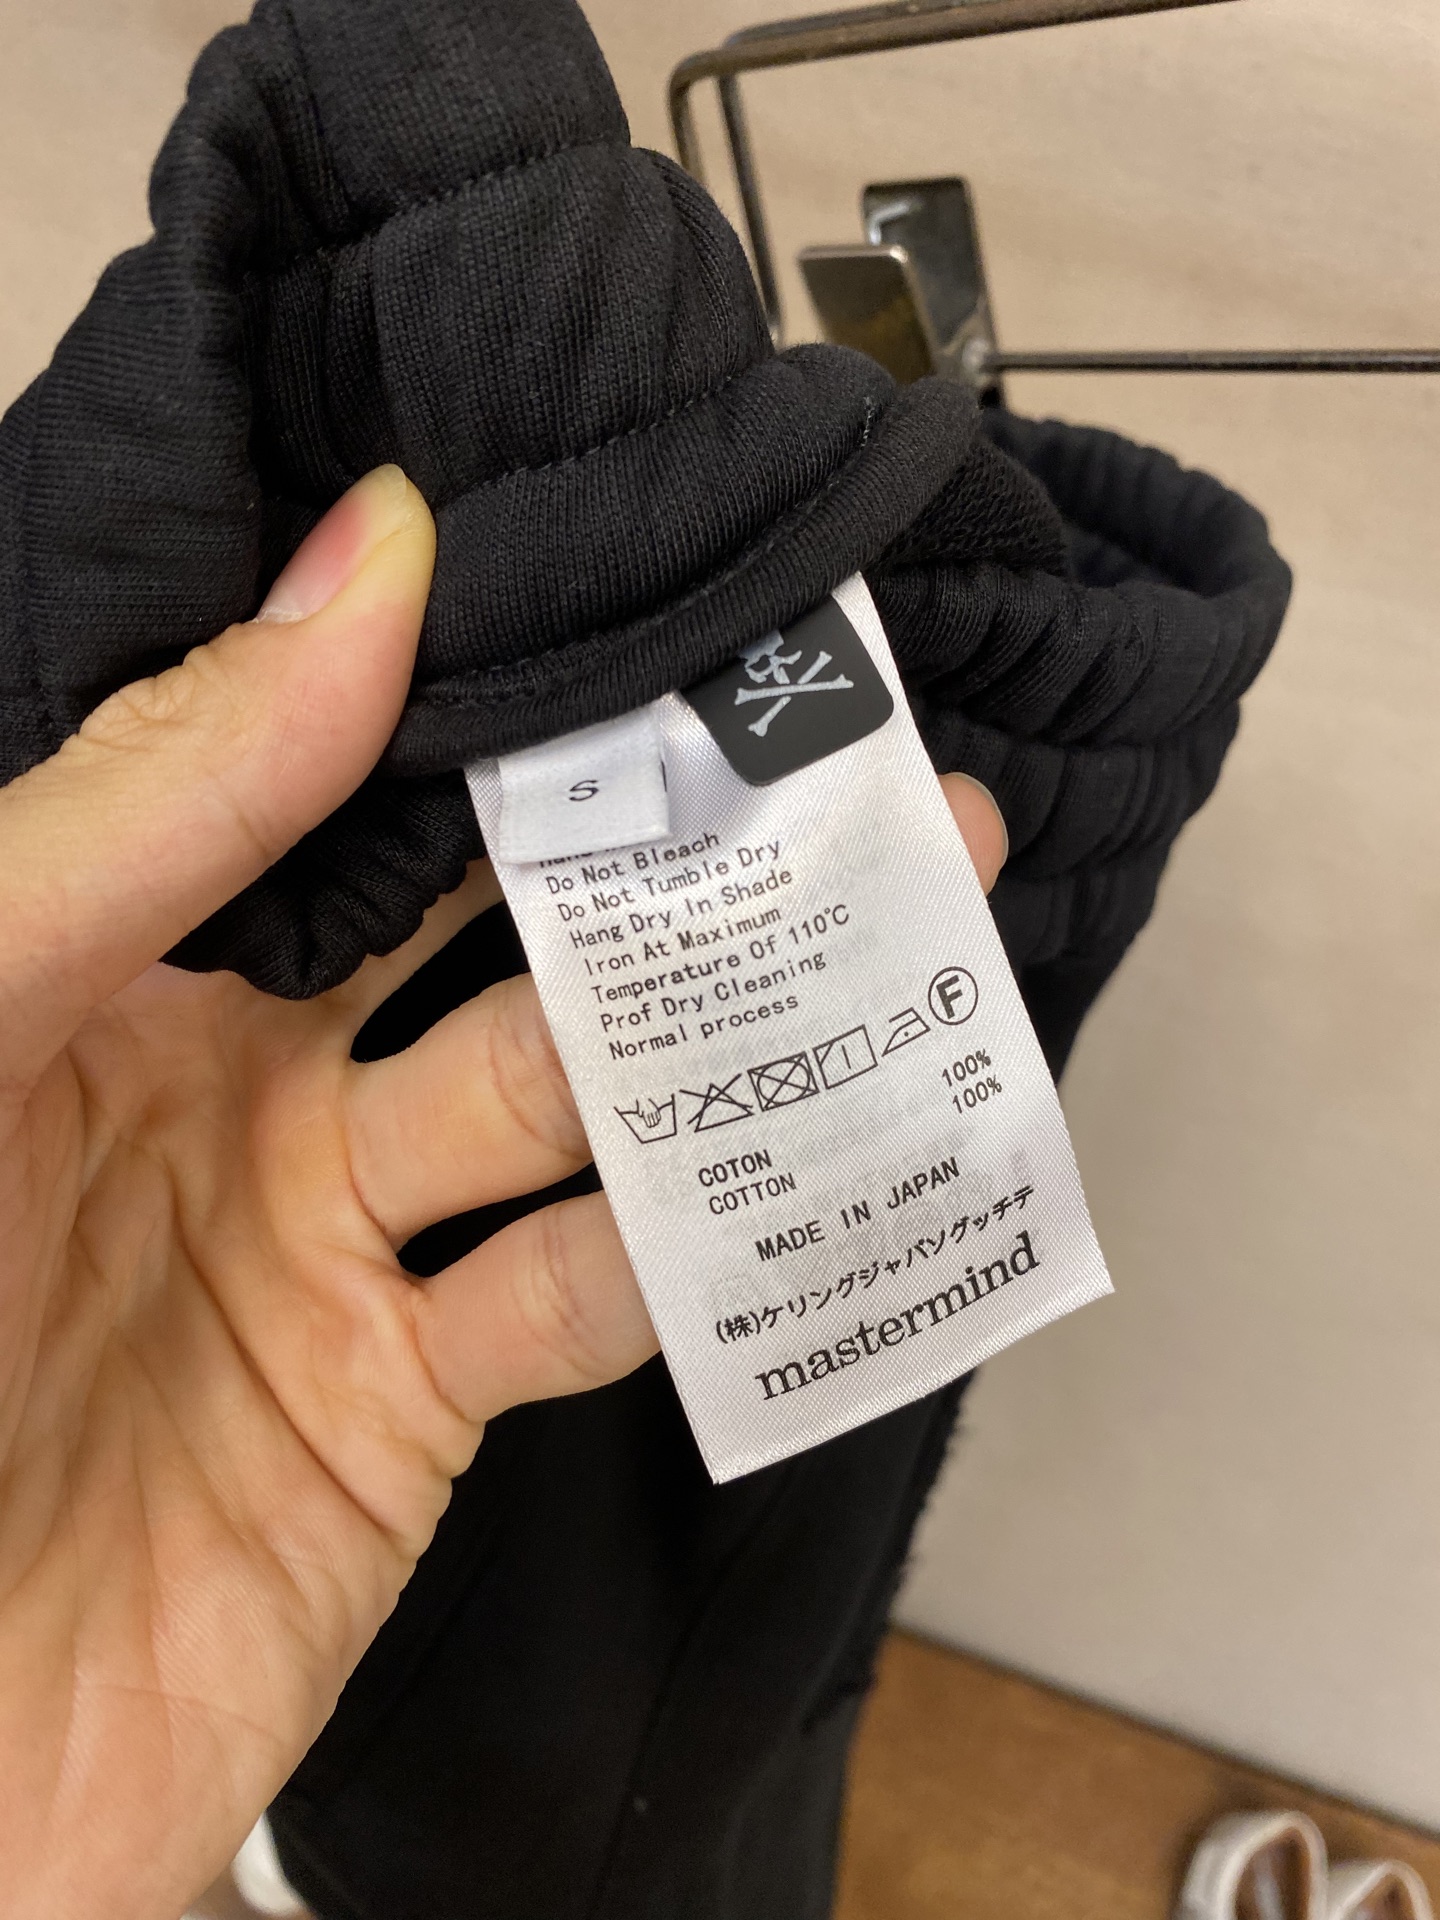 S
Do Not Bleach
Do Not Tumble Dry
Hang Dry In Shade
Iron At Maximum
Temperature Of 110℃
Prof Dry Cleaning
Normal process
F
COTON 100%
COTTON 100%
MADE IN JAPAN
(株)ケリングジャパングッチテ
mastermind